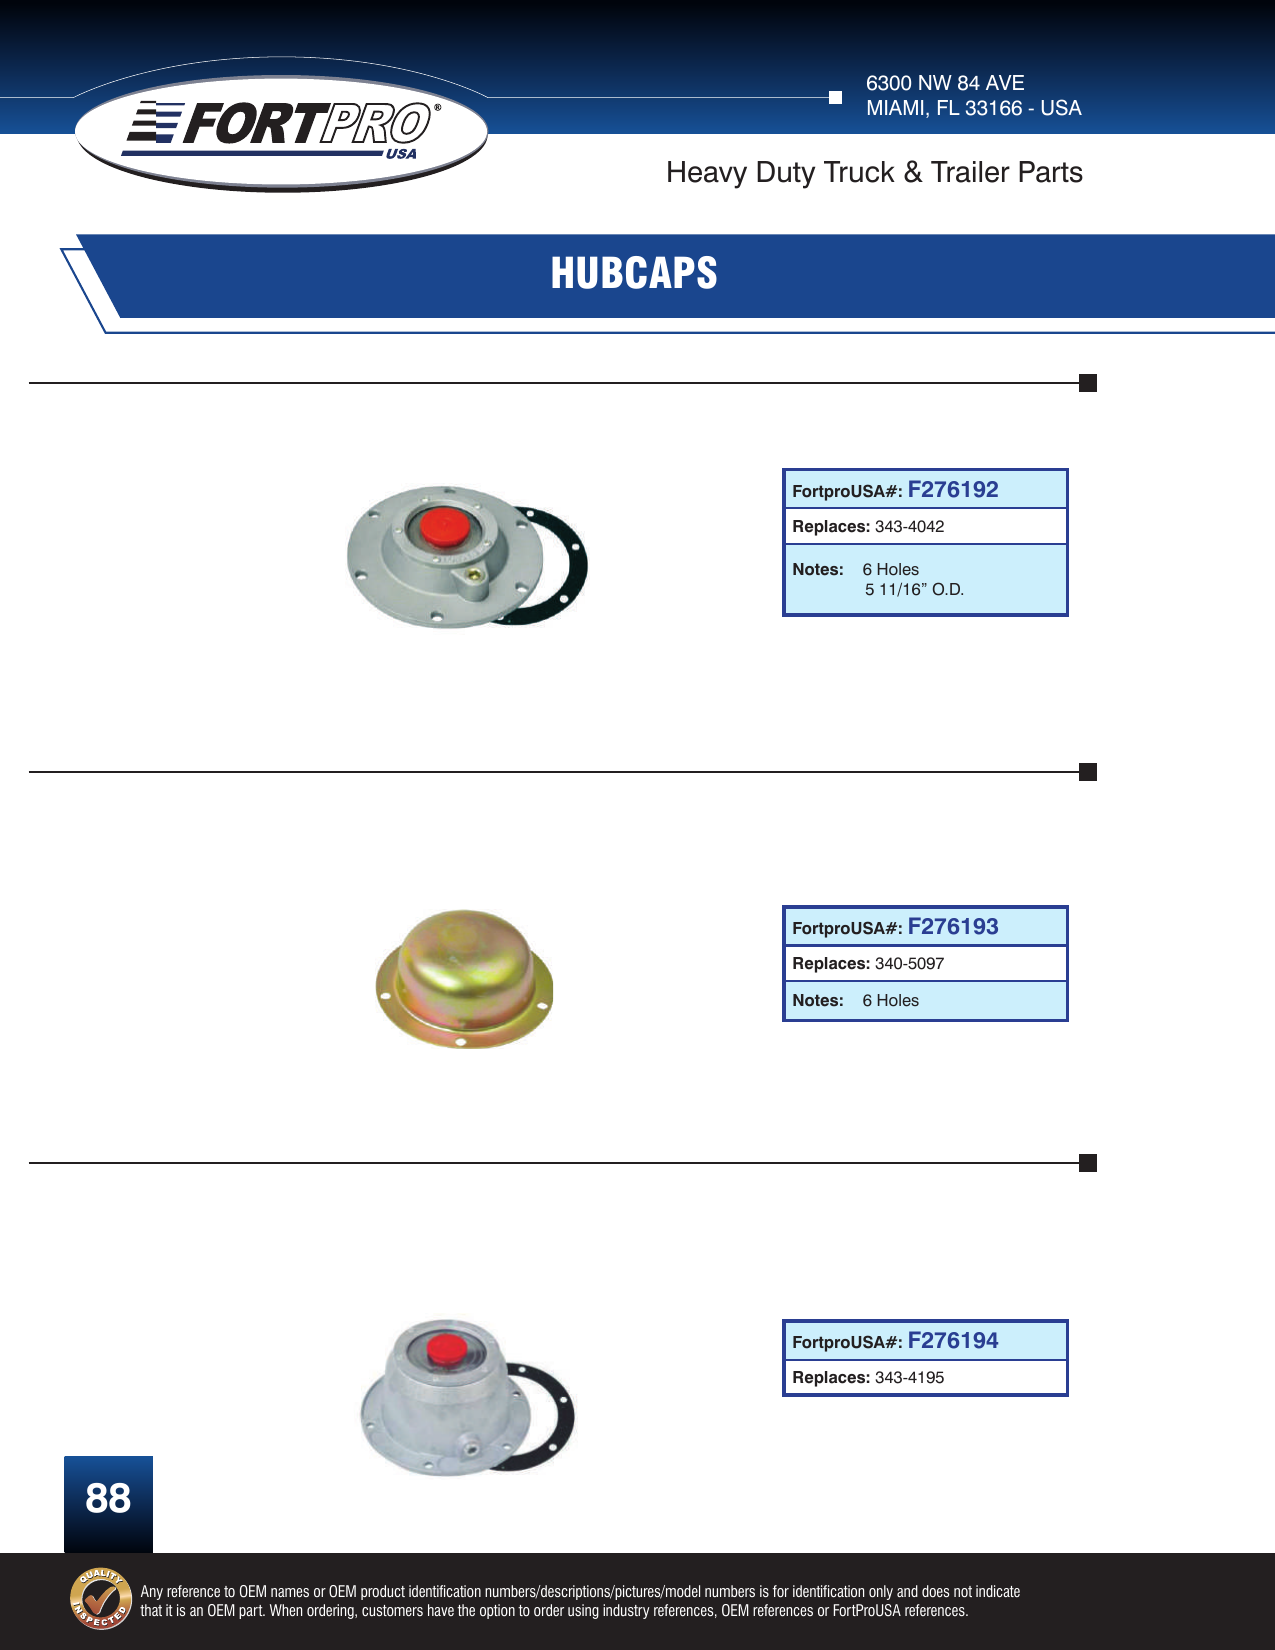 6300 NW 84 AVE
MIAMI, FL 33166 - USA
FORTPRO®
USA
Heavy Duty Truck & Trailer Parts
HUBCAPS
FortproUSA#: F276192
Replaces: 343-4042
Notes: 6 Holes
5 11/16” O.D.
FortproUSA#: F276193
Replaces: 340-5097
Notes: 6 Holes
FortproUSA#: F276194
Replaces: 343-4195
88
QUALITY
INSPECTED
Any reference to OEM names or OEM product identification numbers/descriptions/pictures/model numbers is for identification only and does not indicate
that it is an OEM part. When ordering, customers have the option to order using industry references, OEM references or FortProUSA references.